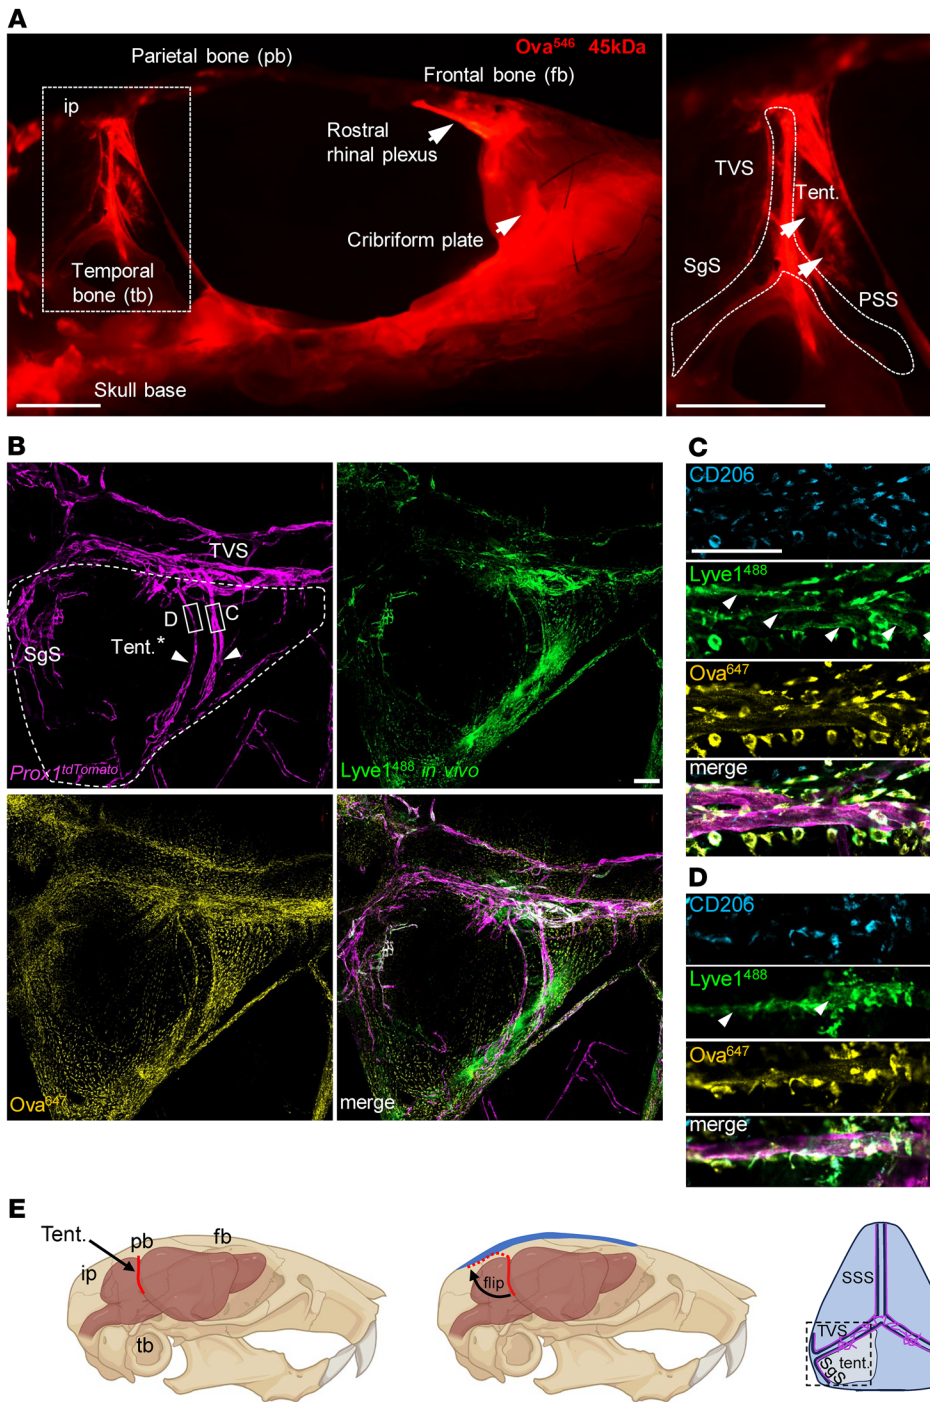 A
Ova546 45kDa
Parietal bone (pb)
Frontal bone (fb)
ip
Rostral
rhinal plexus
Cribriform plate
Temporal
bone (tb)
Skull base
TVS
Tent.
SgS
PSS
B
TVS
D
C
Tent.*
SgS
Prox1tdTomato
Lyve1488 in vivo
Ova647
merge
C
CD206
Lyve1488
Ova647
merge
D
CD206
Lyve1488
Ova647
merge
E
Tent.
pb
fb
ip
tb
flip
SSS
TVS
tent.
SgS